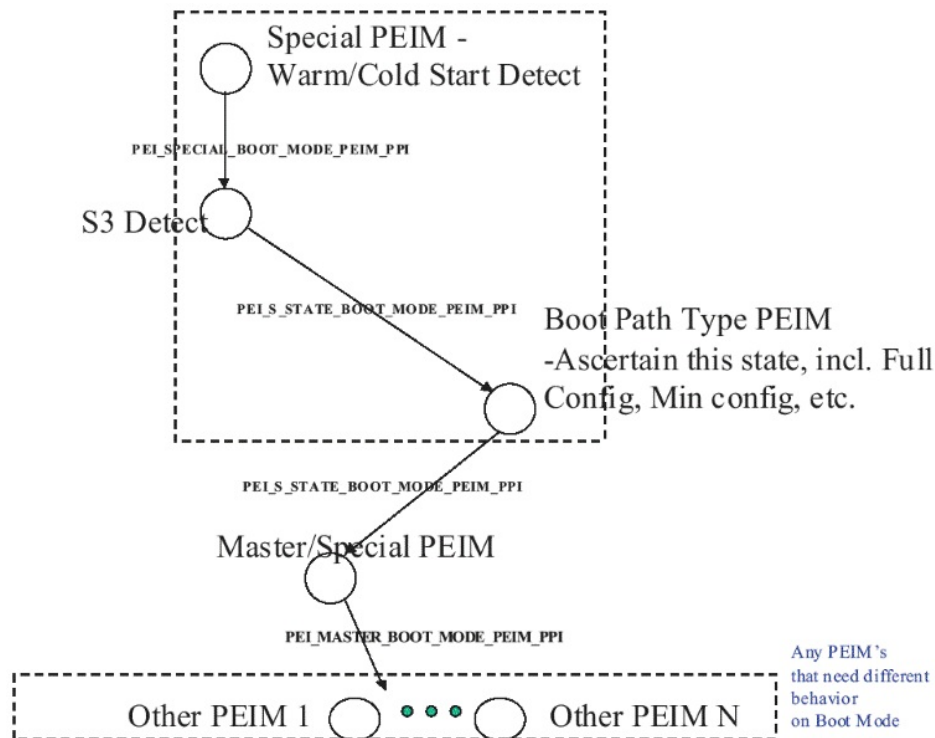 Special PEIM -
Warm/Cold Start Detect
PEI_SPECIAL_BOOT_MODE_PEIM_PPI
S3 Detect
PEI_S_STATE_BOOT_MODE_PEIM_PPI
Boot Path Type PEIM
-Ascertain this state, incl. Full
Config, Min config, etc.
PEI_S_STATE_BOOT_MODE_PEIM_PPI
Master/Special PEIM
PEI_MASTER_BOOT_MODE_PEIM_PPI
Any PEIM's
that need different
behavior
on Boot Mode
Other PEIM 1
Other PEIM N